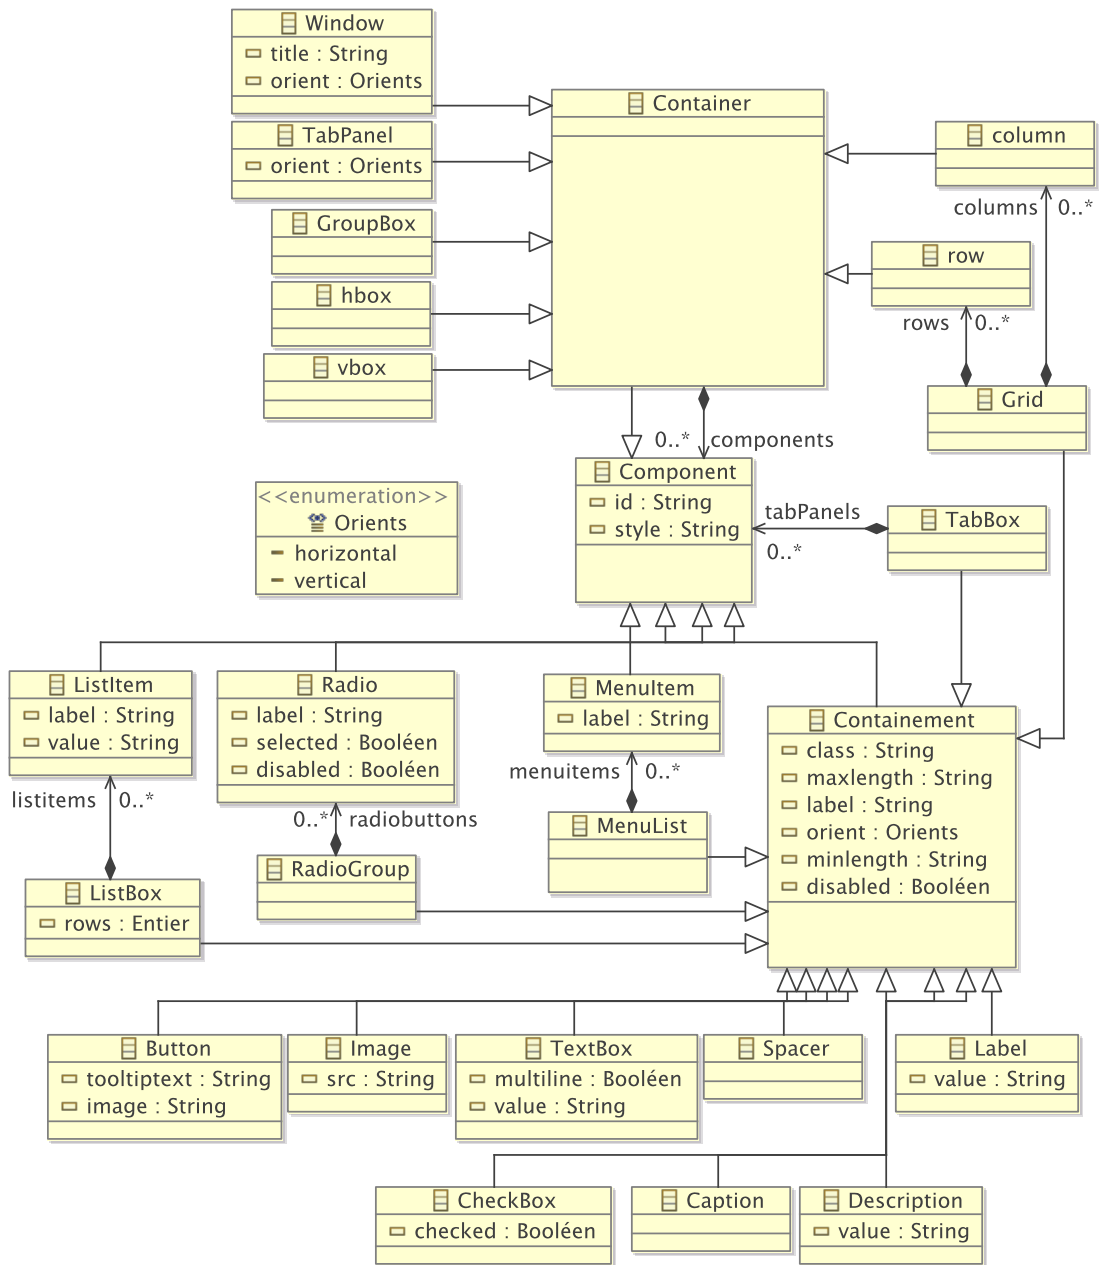 Window
title : String
orient : Orients
Container
TabPanel
orient : Orients
column
columns 0..*
GroupBox
row
rows 0..*
hbox
vbox
Grid
0..* components
Component
id : String
style : String
<<enumeration>>
Orients
horizontal
vertical
tabPanels
0..*
TabBox
ListItem
label : String
value : String
Radio
label : String
selected : Booléen
disabled : Booléen
MenuItem
label : String
Containement
class : String
maxlength : String
label : String
orient : Orients
minlength : String
disabled : Booléen
listitems 0..*
0..* radiobuttons
menuitems 0..*
MenuList
RadioGroup
ListBox
rows : Entier
Button
tooltiptext : String
image : String
Image
src : String
TextBox
multiline : Booléen
value : String
Spacer
Label
value : String
CheckBox
checked : Booléen
Caption
Description
value : String